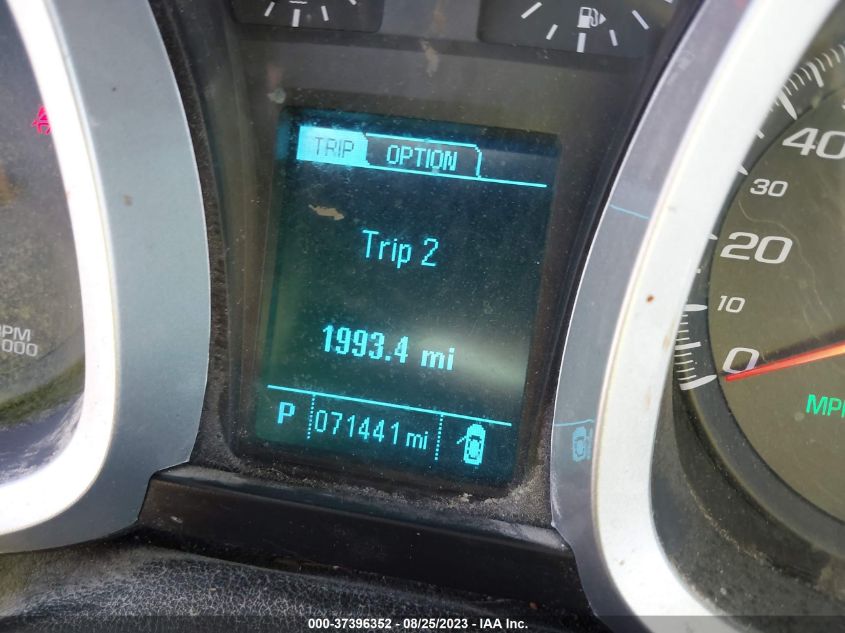 TRIP OPTION
Trip 2
1993.4 mi
P 071441 mi
40
30
20
10
0
MPH
000-37396352 - 08/25/2023 - IAA Inc.